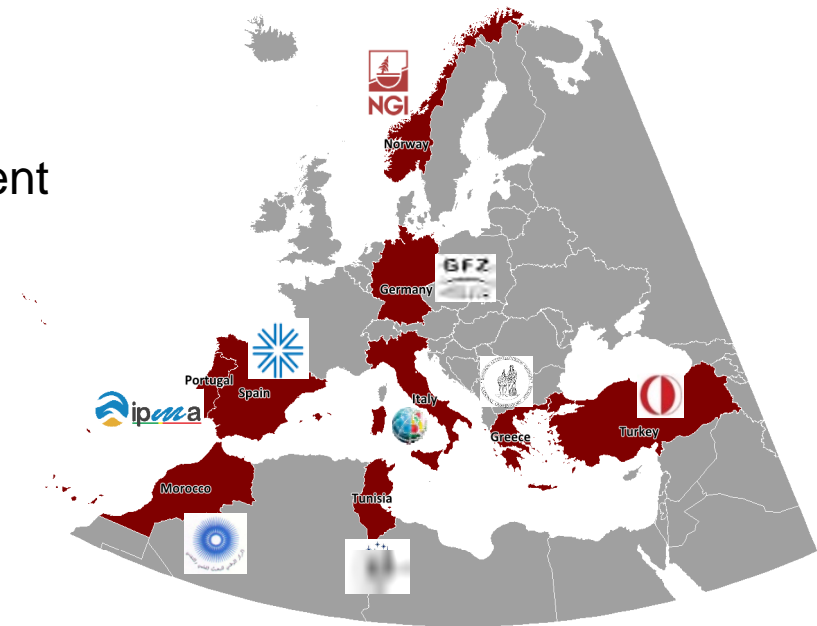 NGI
Norway
ent
GFZ
Germany
Portugal
Spain
ipma
Italy
Greece
Turkey
Morocco
Tunisia